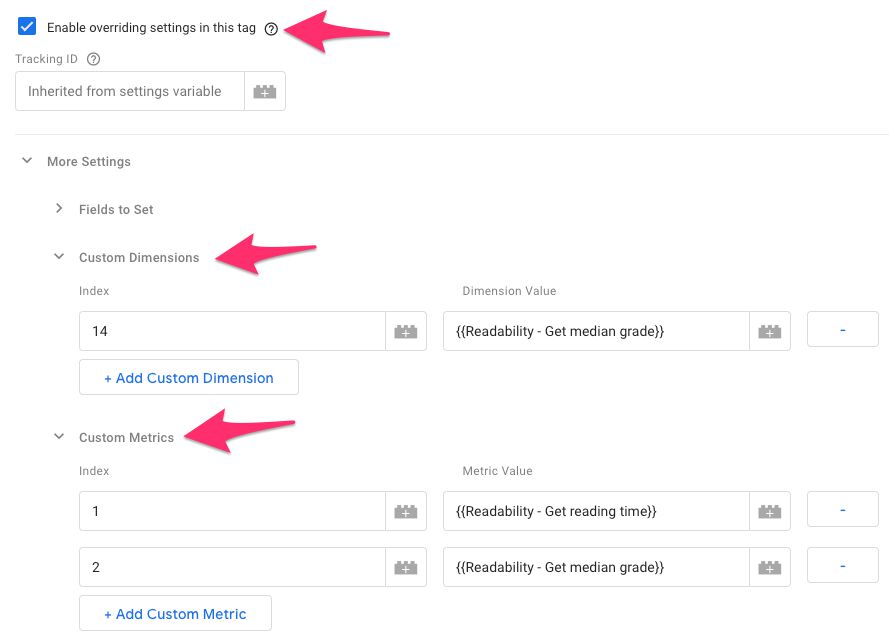 Enable overriding settings in this tag
Tracking ID
Inherited from settings variable
More Settings
Fields to Set
Custom Dimensions
Index Dimension Value
14 {{Readability - Get median grade}} -
+ Add Custom Dimension
Custom Metrics
Index Metric Value
1 {{Readability - Get reading time}} -
2 {{Readability - Get median grade}} -
+ Add Custom Metric